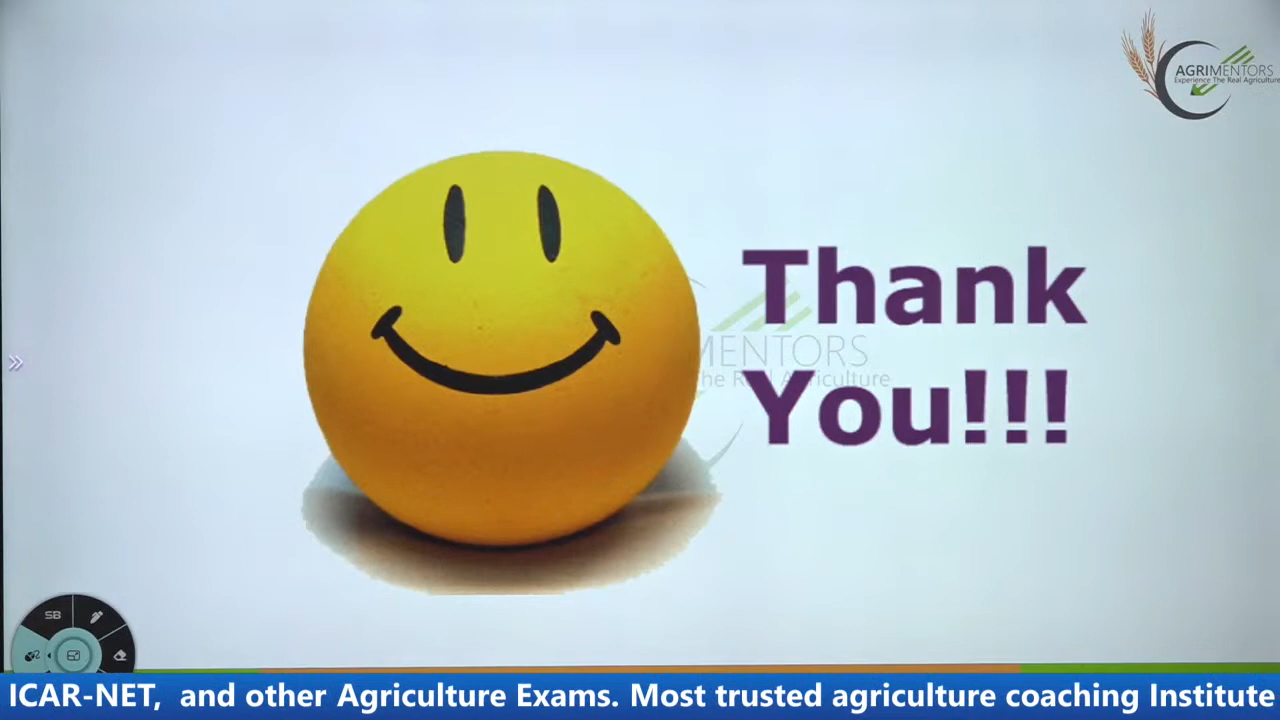 AGRIMENTORS
Experience The Real Agriculture
Thank
MENTORS
The Real Agriculture
You!!!
SB
ICAR-NET, and other Agriculture Exams. Most trusted agriculture coaching Institute